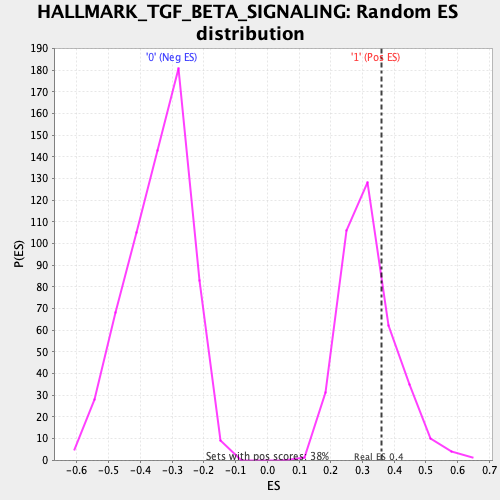 HALLMARK_TGF_BETA_SIGNALING: Random ES
distribution
'0' (Neg ES)
'1' (Pos ES)
190
180
170
160
150
140
130
120
110
100
90
80
70
60
50
40
30
20
10
0
P(ES)
Sets with pos scores: 38%
Real ES 0.4
-0.6 -0.5 -0.4 -0.3 -0.2 -0.1 0.0 0.1 0.2 0.3 0.4 0.5 0.6 0.7
ES